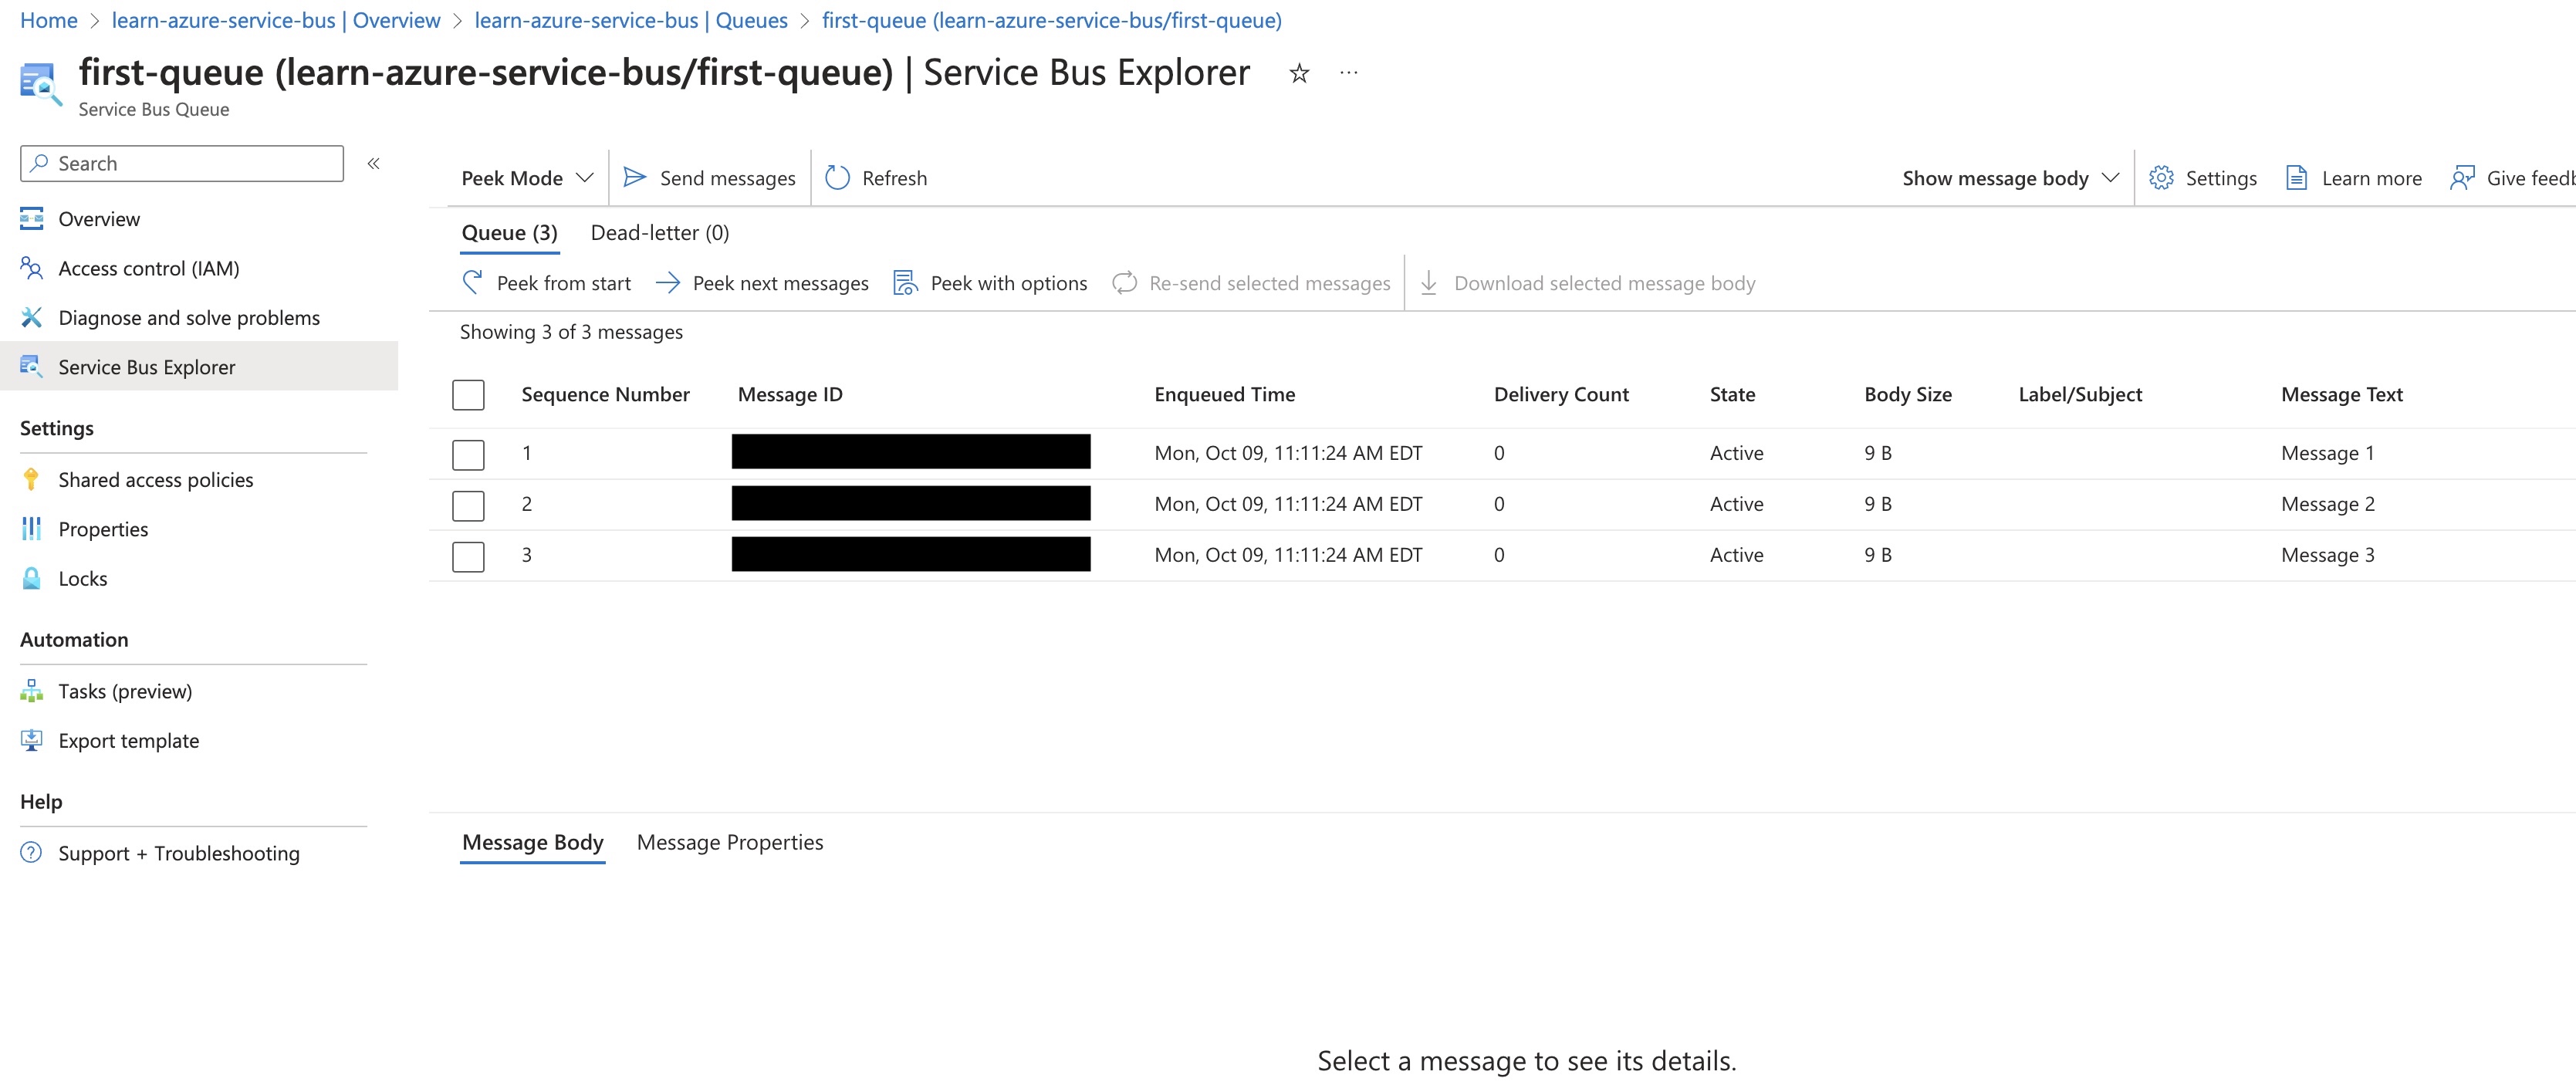 Home > learn-azure-service-bus | Overview > learn-azure-service-bus | Queues > first-queue (learn-azure-service-bus/first-queue)
first-queue (learn-azure-service-bus/first-queue) | Service Bus Explorer ☆ ···
Service Bus Queue
Search «
Overview
Access control (IAM)
Diagnose and solve problems
Service Bus Explorer
Settings
Shared access policies
Properties
Locks
Automation
Tasks (preview)
Export template
Help
Support + Troubleshooting
Peek Mode Send messages Refresh Show message body Settings Learn more Give feedb
Queue (3) Dead-letter (0)
Peek from start Peek next messages Peek with options Re-send selected messages Download selected message body
Showing 3 of 3 messages
Sequence Number Message ID Enqueued Time Delivery Count State Body Size Label/Subject Message Text
1 Mon, Oct 09, 11:11:24 AM EDT 0 Active 9 B Message 1
2 Mon, Oct 09, 11:11:24 AM EDT 0 Active 9 B Message 2
3 Mon, Oct 09, 11:11:24 AM EDT 0 Active 9 B Message 3
Message Body Message Properties
Select a message to see its details.